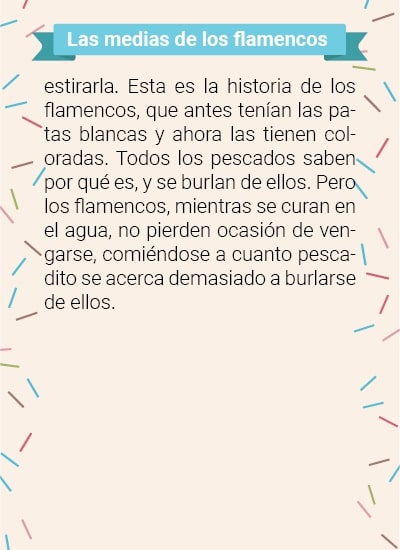 Las medias de los flamencos
estirarla. Esta es la historia de los
flamencos, que antes tenían las pa-
tas blancas y ahora las tienen col-
oradas. Todos los pescados saben
por qué es, y se burlan de ellos. Pero
los flamencos, mientras se curan en
el agua, no pierden ocasión de ven-
garse, comiéndose a cuanto pesca-
dito se acerca demasiado a burlarse
de ellos.